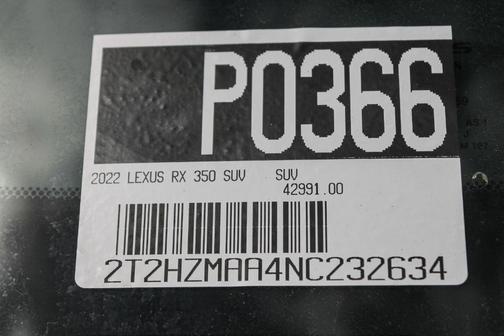 P0366
2022 LEXUS RX 350 SUV SUV
42991.00
2T2HZMAA4NC232634